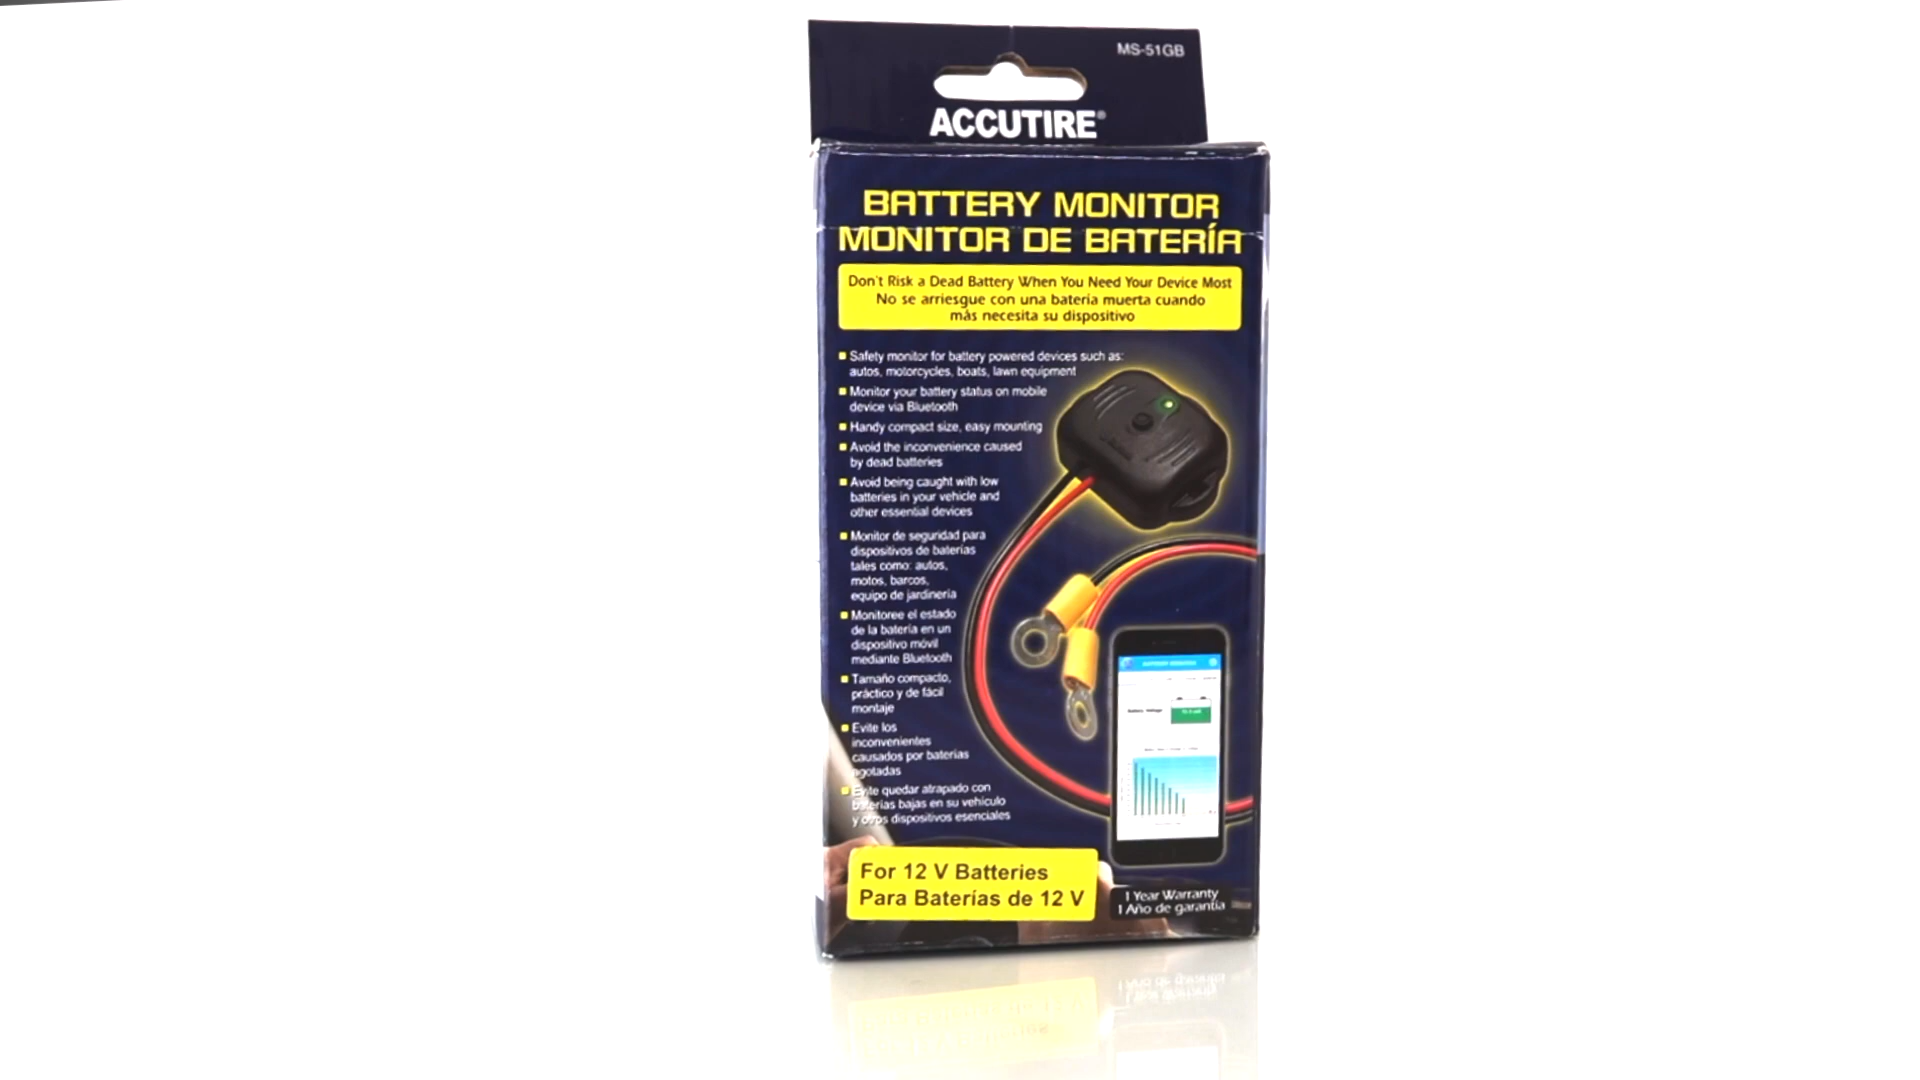 MS-51GB
ACCUTIRE®
BATTERY MONITOR
MONITOR DE BATERÍA
Don't Risk a Dead Battery When You Need Your Device Most
No se arriesgue con una batería muerta cuando
más necesita su dispositivo
Safety monitor for battery powered devices such as:
autos, motorcycles, boats, lawn equipment
Monitor your battery status on mobile
device via Bluetooth
Handy compact size, easy mounting
Avoid the inconvenience caused
by dead batteries
Avoid being caught with low
batteries in your vehicle and
other essential devices
Monitor de seguridad para
dispositivos de baterías
tales como: autos,
motos, barcos,
equipo de jardinería
Monitoree el estado
de la batería en un
dispositivo móvil
mediante Bluetooth
Tamaño compacto,
práctico y de fácil
montaje
Evite los
inconvenientes
causados por baterías
agotadas
Evite quedar atrapado con
baterías bajas en su vehículo
y otros dispositivos esenciales
BATTERY MONITOR
Battery Voltage
For 12 V Batteries
Para Baterías de 12 V
1 Year Warranty
1 Año de garantía